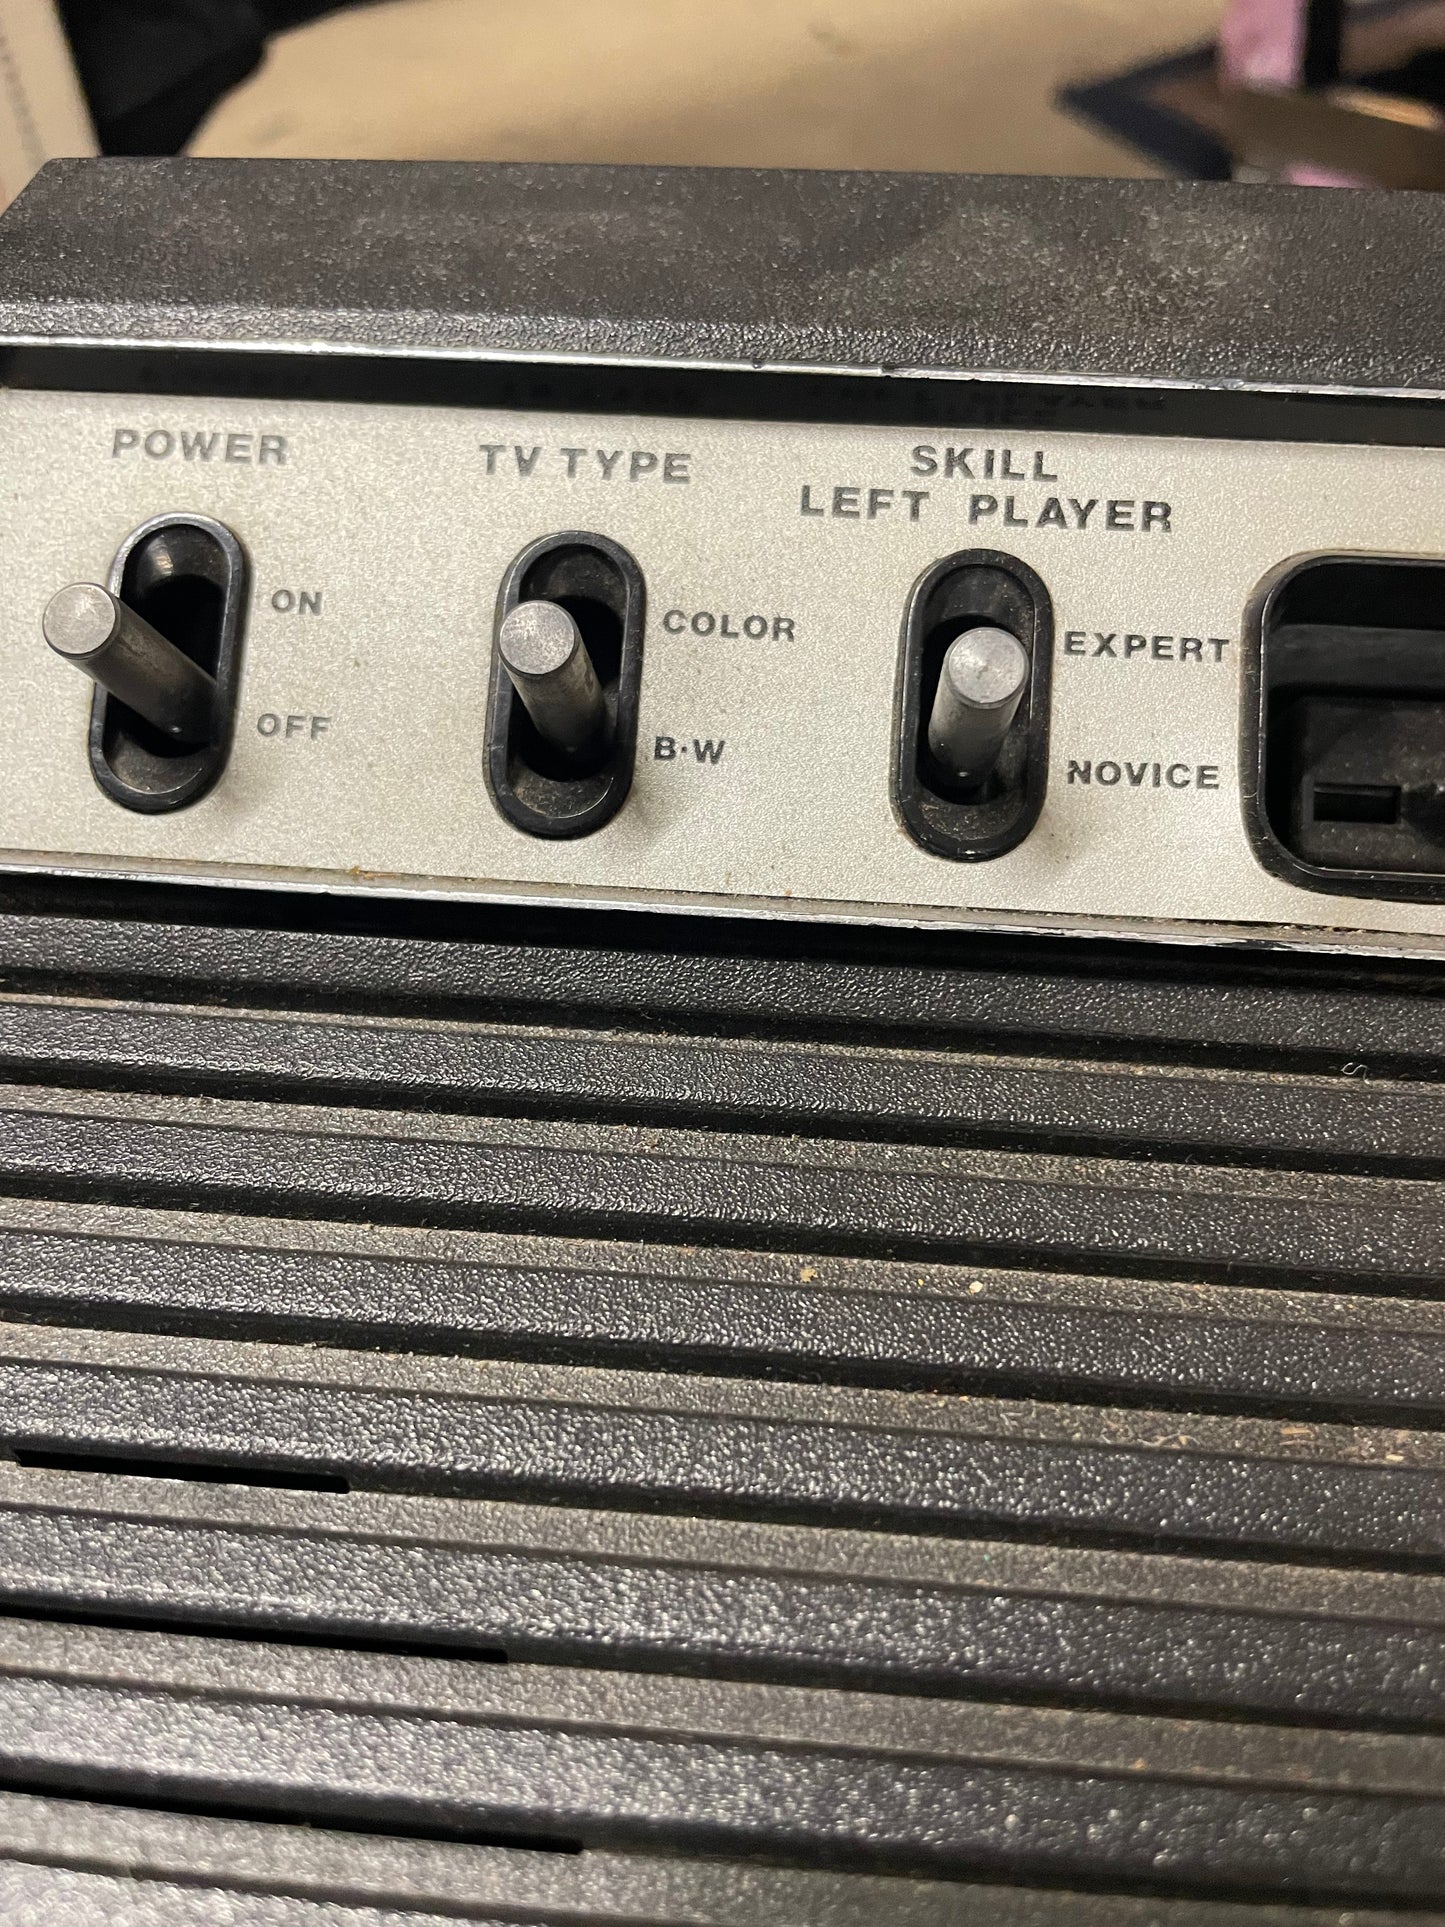 POWER
ON
OFF
TV TYPE
COLOR
B·W
SKILL
LEFT PLAYER
EXPERT
NOVICE